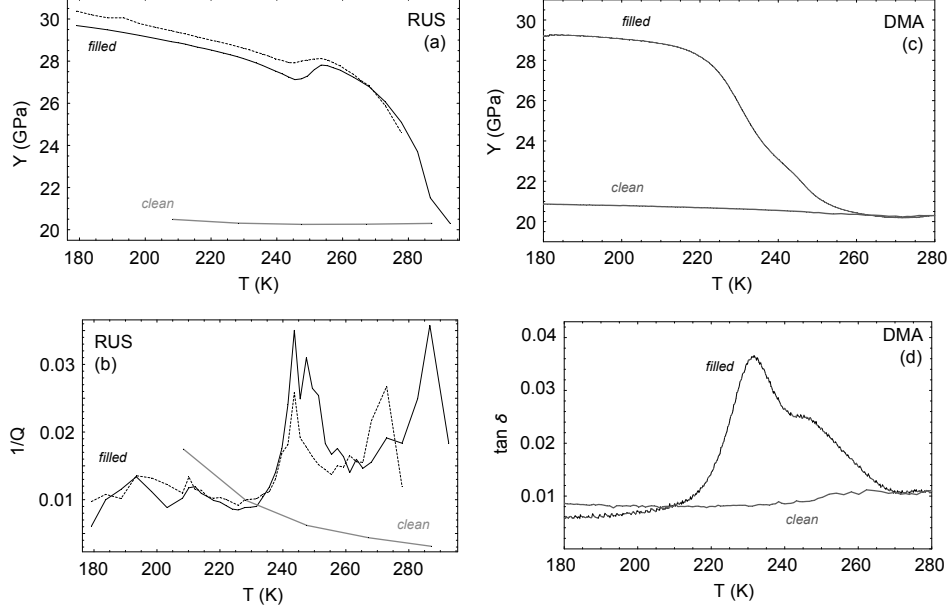 RUS
(a)
filled
clean
Y (GPa)
30
28
26
24
22
20
180 200 220 240 260 280
T (K)
DMA
(c)
filled
clean
Y (GPa)
30
28
26
24
22
20
180 200 220 240 260 280
T (K)
RUS
(b)
filled
clean
1/Q
0.03
0.02
0.01
180 200 220 240 260 280
T (K)
DMA
(d)
filled
clean
tan δ
0.04
0.03
0.02
0.01
0
180 200 220 240 260 280
T (K)